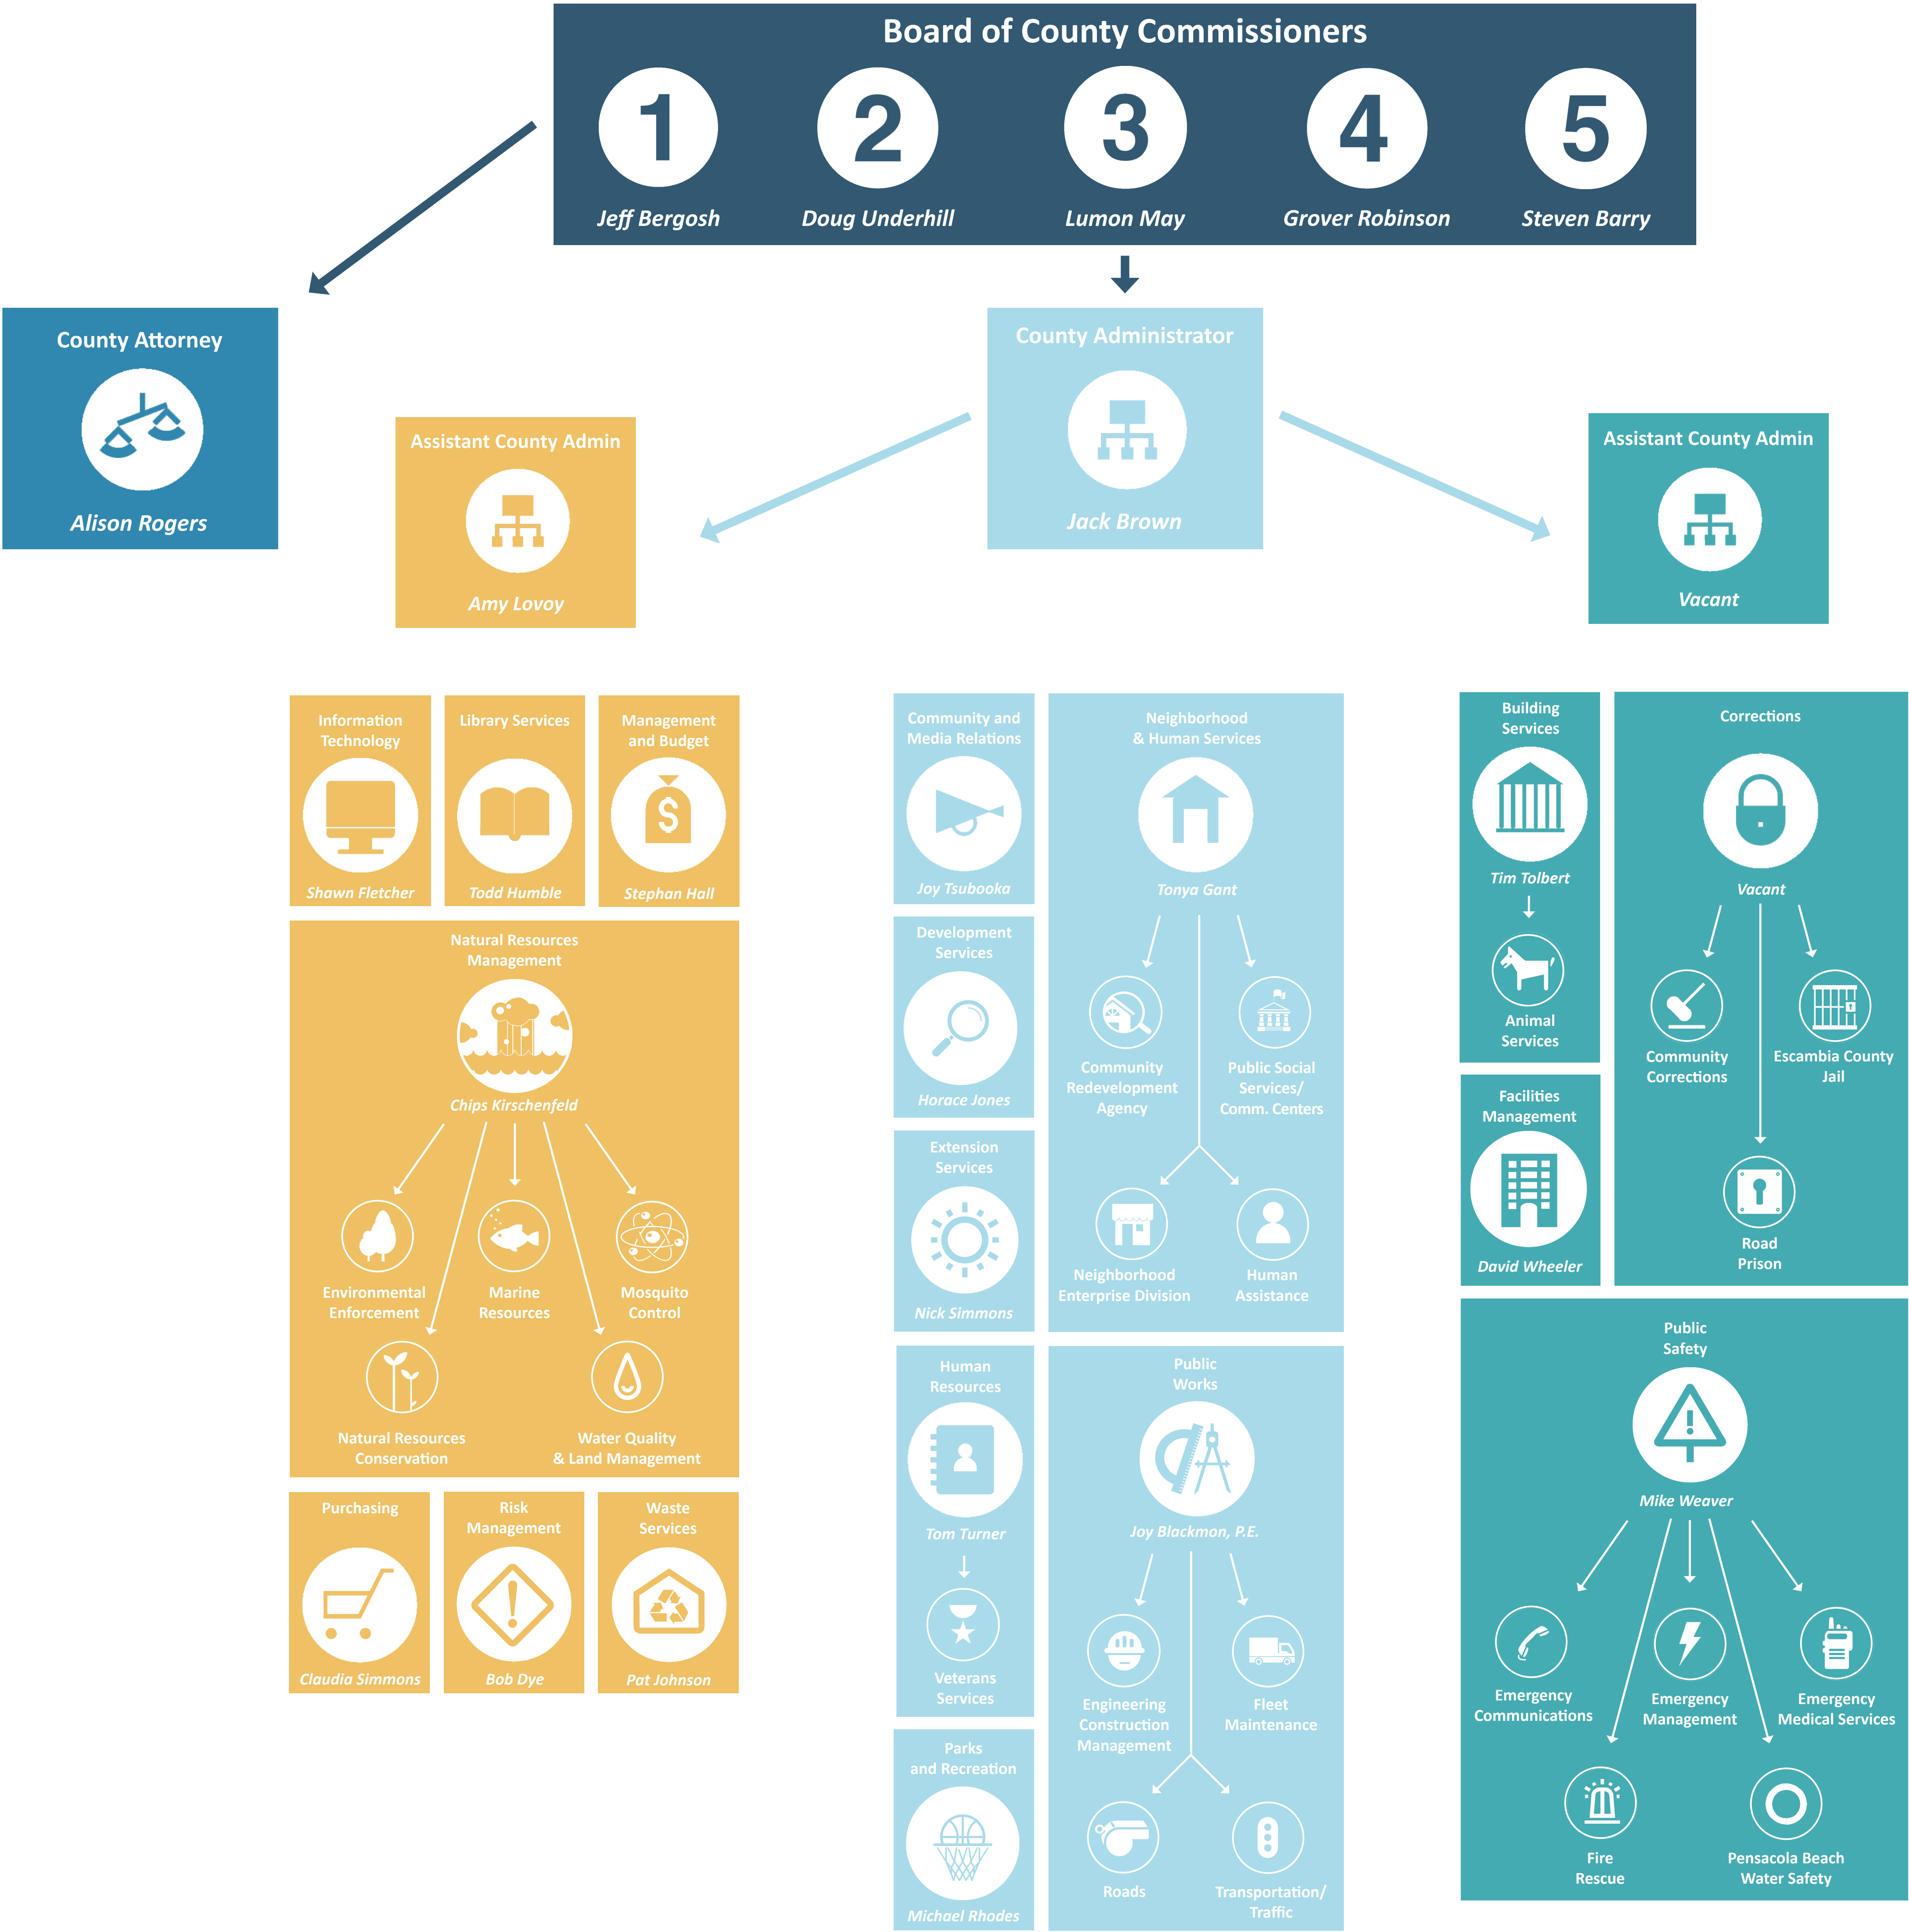 Board of County Commissioners
1
2
3
4
5
Jeff Bergosh
Doug Underhill
Lumon May
Grover Robinson
Steven Barry
County Attorney
Alison Rogers
County Administrator
Jack Brown
Assistant County Admin
Amy Lovoy
Assistant County Admin
Vacant
Information
Technology
Shawn Fletcher
Library Services
Todd Humble
Management
and Budget
$
Stephan Hall
Natural Resources
Management
Chips Kirschenfeld
Environmental
Enforcement
Marine
Resources
Mosquito
Control
Natural Resources
Conservation
Water Quality
& Land Management
Purchasing
Claudia Simmons
Risk
Management
!
Bob Dye
Waste
Services
Pat Johnson
Community and
Media Relations
Joy Tsubooka
Development
Services
Horace Jones
Extension
Services
Nick Simmons
Human
Resources
Tom Turner
Veterans
Services
Parks
and Recreation
Michael Rhodes
Neighborhood
& Human Services
Tonya Gant
Community
Redevelopment
Agency
Public Social
Services/
Comm. Centers
Neighborhood
Enterprise Division
Human
Assistance
Public
Works
Joy Blackmon, P.E.
Engineering
Construction
Management
Fleet
Maintenance
Roads
Transportation/
Traffic
Building
Services
Tim Tolbert
Animal
Services
Facilities
Management
David Wheeler
Corrections
Vacant
Community
Corrections
Escambia County
Jail
Road
Prison
Public
Safety
!
Mike Weaver
Emergency
Communications
Emergency
Management
Emergency
Medical Services
Fire
Rescue
Pensacola Beach
Water Safety